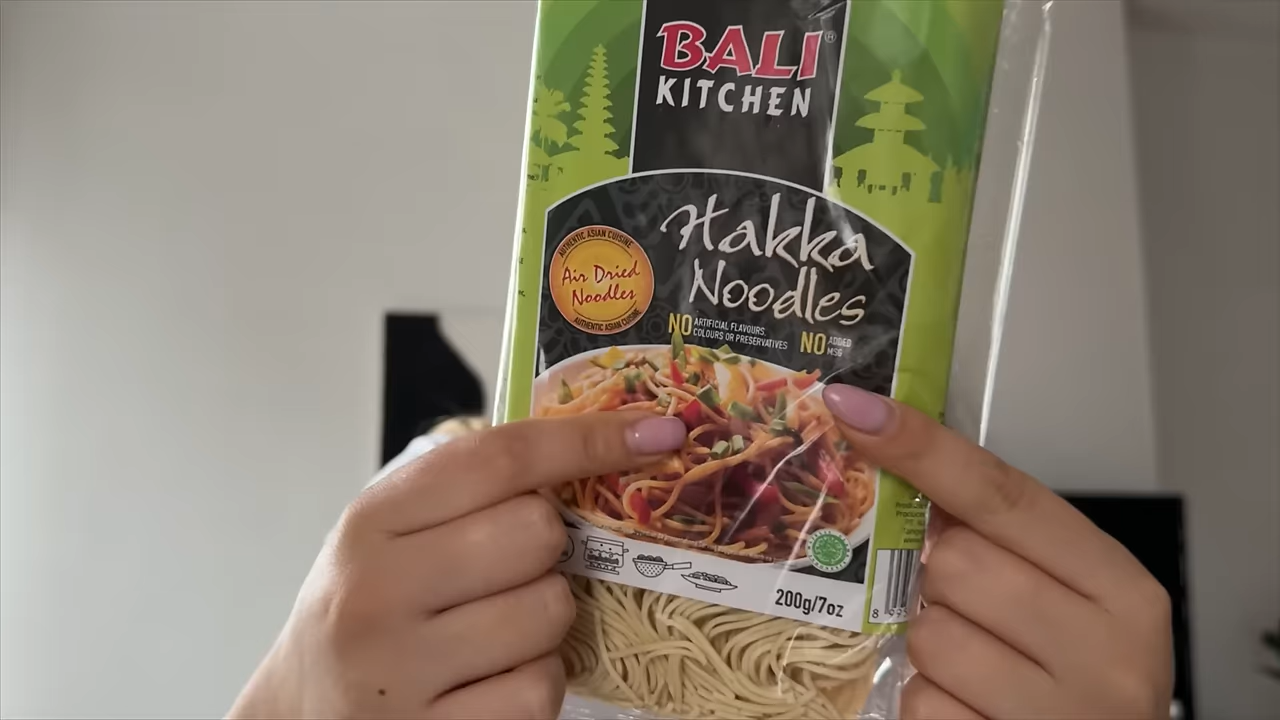 BALI®
KITCHEN
Hakka
Noodles
AUTHENTIC ASIAN CUISINE
Air Dried
Noodles
AUTHENTIC ASIAN CUISINE
NO ARTIFICIAL FLAVOURS,
COLOURS OR PRESERVATIVES
NO ADDED
MSG
200g/7oz